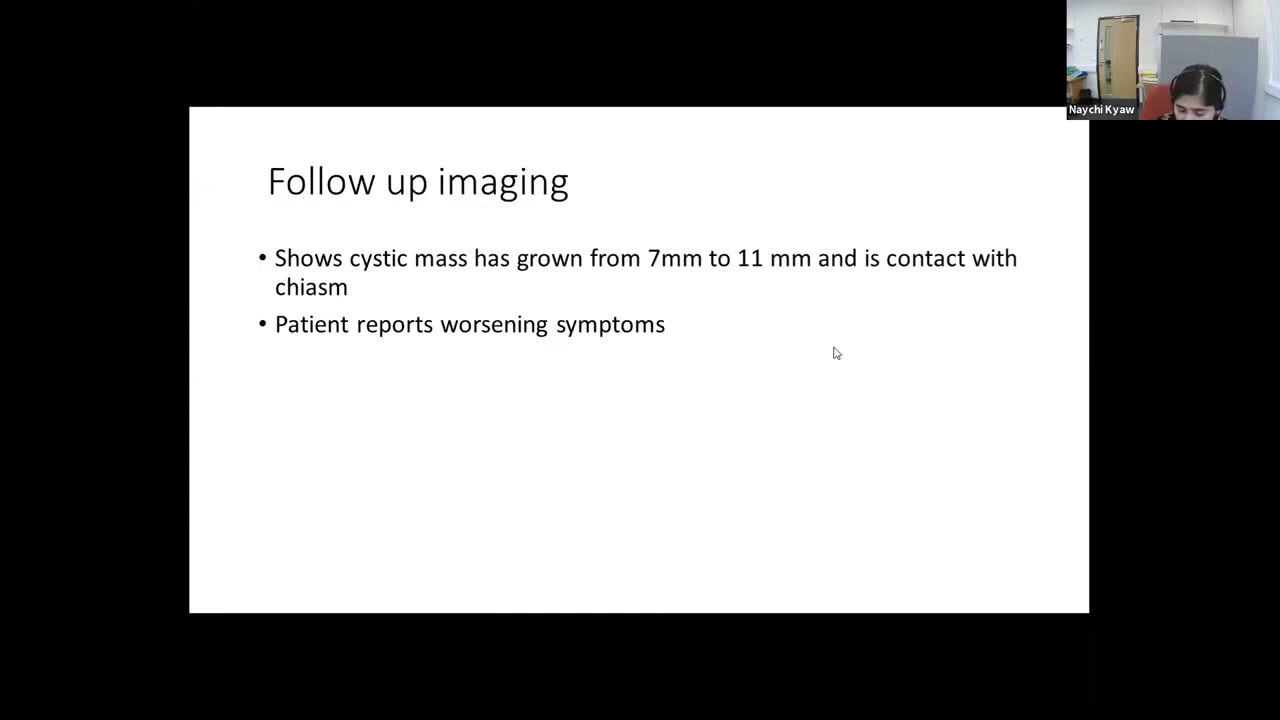 Naychi Kyaw
Follow up imaging
• Shows cystic mass has grown from 7mm to 11 mm and is contact with
chiasm
• Patient reports worsening symptoms